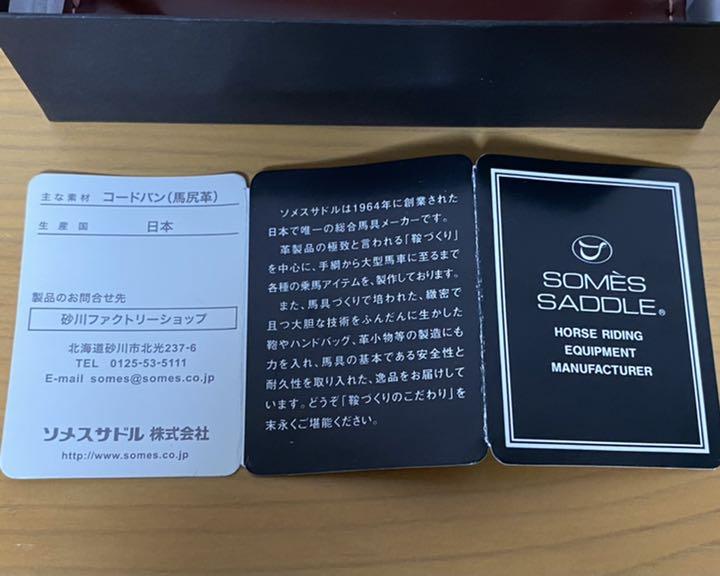 主な素材 コードバン(馬尻革)
生産国 日本
製品のお問合せ先
砂川ファクトリーショップ
北海道砂川市北光237-6
TEL 0125-53-5111
E-mail somes@somes.co.jp
ソメスサドル 株式会社
http://www.somes.co.jp
ソメスサドルは1964年に創業された
日本で唯一の総合馬具メーカーです。
革製品の極致と言われる「鞍づくり」
を中心に、手綱から大型馬車に至るまで
各種の乗馬アイテムを、製作しております。
また、馬具づくりで培われた、緻密で
且つ大胆な技術をふんだんに生かした
鞄やハンドバッグ、革小物等の製造にも
力を入れ、馬具の基本である安全性と
耐久性を取り入れた、逸品をお届けして
います。どうぞ「鞍づくりのこだわり」を
末永くご堪能ください。
SOMÈS
SADDLE®
HORSE RIDING
EQUIPMENT
MANUFACTURER